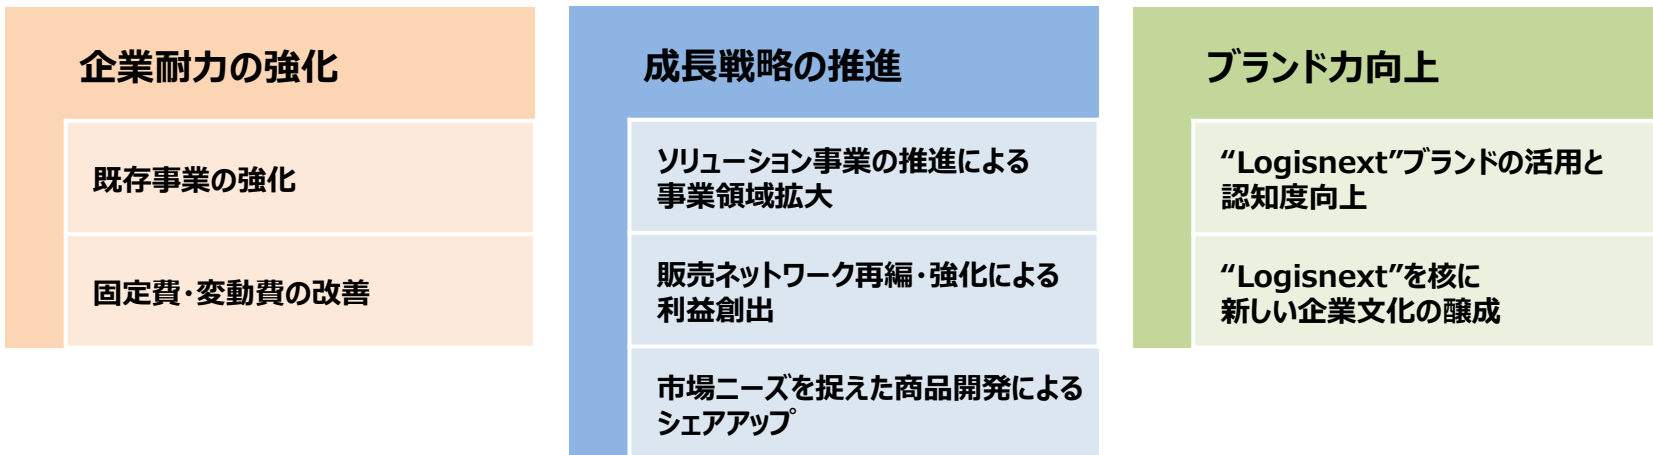 企業耐力の強化
既存事業の強化
固定費・変動費の改善
成長戦略の推進
ソリューション事業の推進による
事業領域拡大
販売ネットワーク再編・強化による
利益創出
市場ニーズを捉えた商品開発による
シェアアップ
ブランド力向上
“Logisnext”ブランドの活用と
認知度向上
“Logisnext”を核に
新しい企業文化の醸成